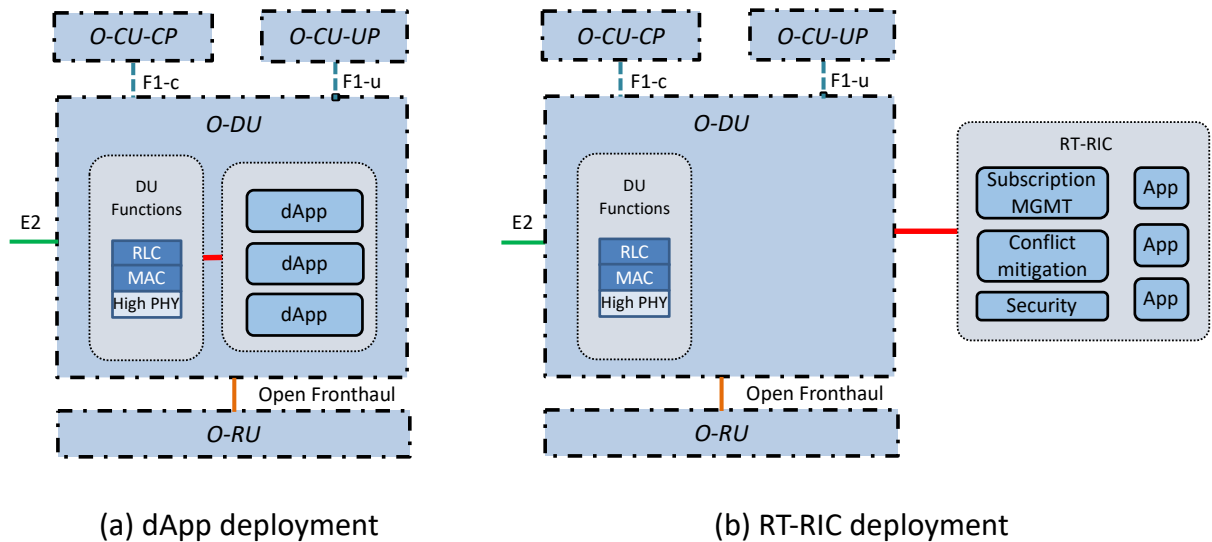 O-CU-CP
O-CU-UP
F1-c
F1-u
O-DU
DU
Functions
RLC
MAC
High PHY
dApp
dApp
dApp
E2
Open Fronthaul
O-RU
(a) dApp deployment
O-CU-CP
O-CU-UP
F1-c
F1-u
O-DU
DU
Functions
RLC
MAC
High PHY
E2
Open Fronthaul
O-RU
RT-RIC
Subscription
MGMT
Conflict
mitigation
Security
App
App
App
(b) RT-RIC deployment